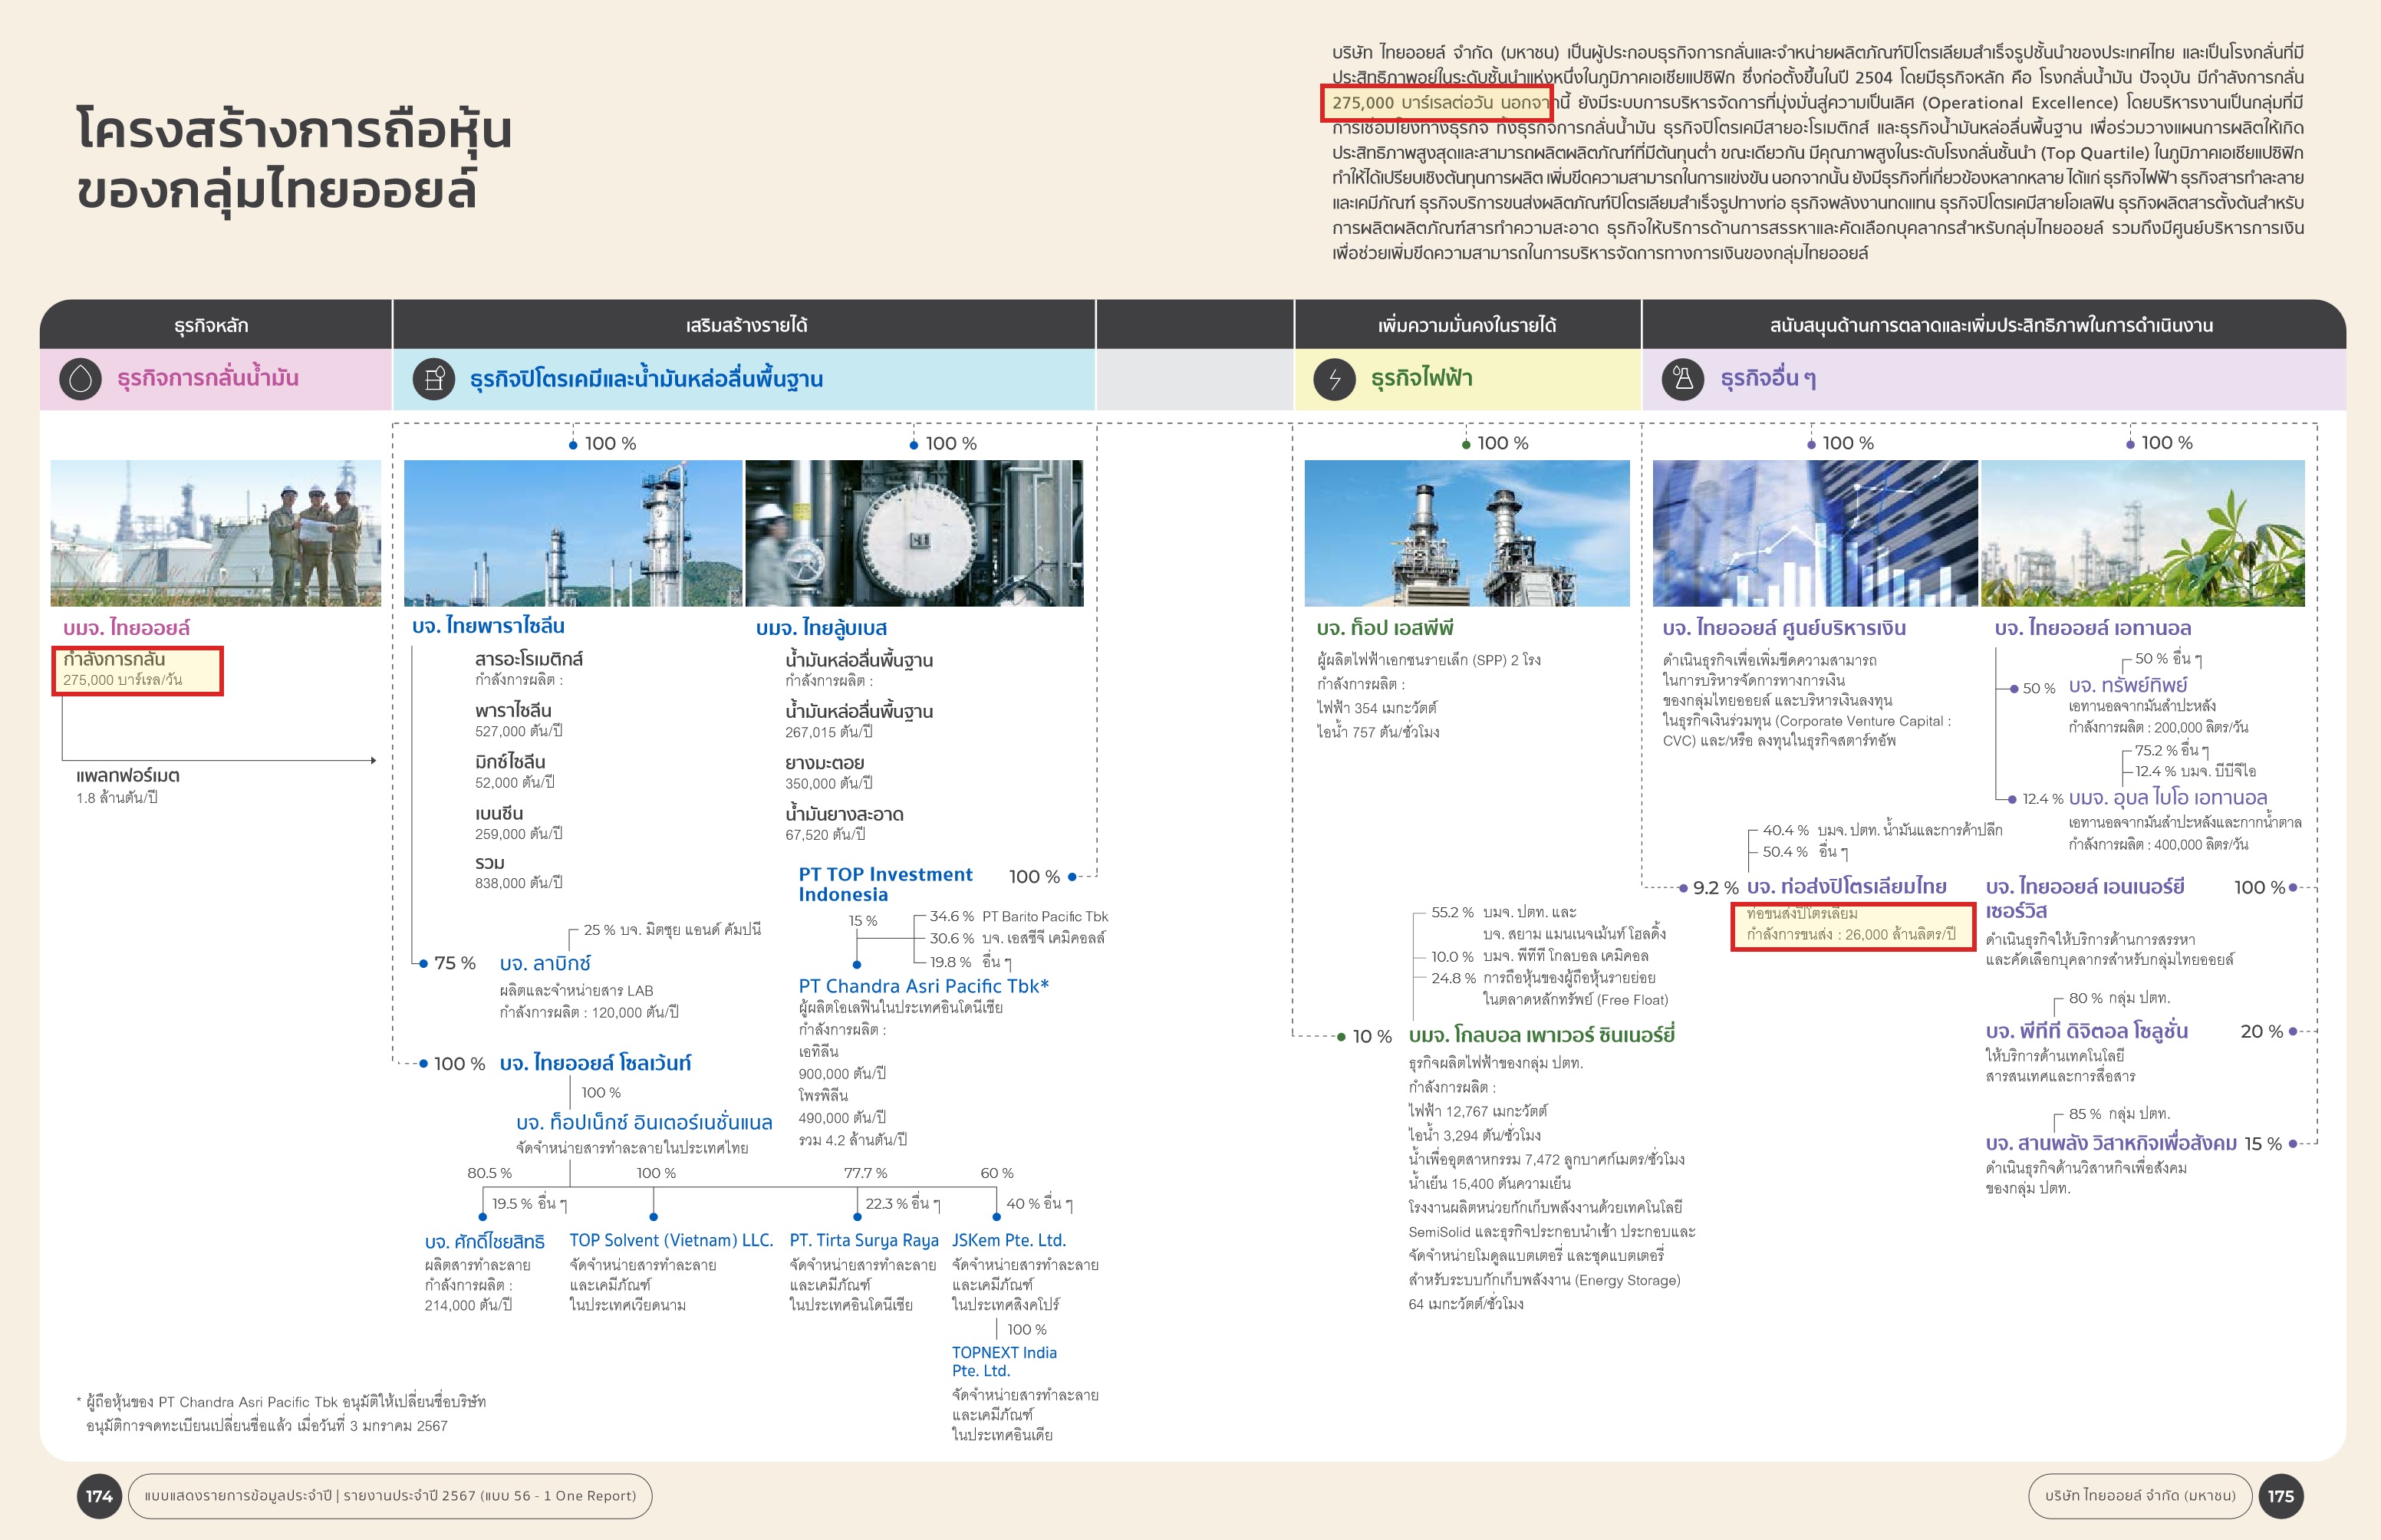 โครงสร้างการถือหุ้น
ของกลุ่มไทยออยล์
บริษัท ไทยออยล์ จำกัด (มหาชน) เป็นผู้ประกอบธุรกิจการกลั่นและจำหน่ายผลิตภัณฑ์ปิโตรเลียมสำเร็จรูปชั้นนำของประเทศไทย และเป็นโรงกลั่นที่มี
ประสิทธิภาพอยู่ในระดับชั้นนำแห่งหนึ่งในภูมิภาคเอเชียแปซิฟิก ซึ่งก่อตั้งขึ้นในปี 2504 โดยมีธุรกิจหลัก คือ โรงกลั่นน้ำมัน ปัจจุบัน มีกำลังการกลั่น
275,000 บาร์เรลต่อวัน นอกจากนี้ ยังมีระบบการบริหารจัดการที่มุ่งมั่นสู่ความเป็นเลิศ (Operational Excellence) โดยบริหารงานเป็นกลุ่มที่มี
การเชื่อมโยงทางธุรกิจ ทั้งธุรกิจการกลั่นน้ำมัน ธุรกิจปิโตรเคมีสายอะโรเมติกส์ และธุรกิจน้ำมันหล่อลื่นพื้นฐาน เพื่อร่วมวางแผนการผลิตให้เกิด
ประสิทธิภาพสูงสุดและสามารถผลิตผลิตภัณฑ์ที่มีต้นทุนต่ำ ขณะเดียวกัน มีคุณภาพสูงในระดับโรงกลั่นชั้นนำ (Top Quartile) ในภูมิภาคเอเชียแปซิฟิก
ทำให้ได้เปรียบเชิงต้นทุนการผลิต เพิ่มขีดความสามารถในการแข่งขัน นอกจากนั้น ยังมีธุรกิจที่เกี่ยวข้องหลากหลาย ได้แก่ ธุรกิจไฟฟ้า ธุรกิจสารทำละลาย
และเคมีภัณฑ์ ธุรกิจบริการขนส่งผลิตภัณฑ์ปิโตรเลียมสำเร็จรูปทางท่อ ธุรกิจพลังงานทดแทน ธุรกิจปิโตรเคมีสายโอเลฟิน ธุรกิจผลิตสารตั้งต้นสำหรับ
การผลิตผลิตภัณฑ์สารทำความสะอาด ธุรกิจให้บริการด้านการสรรหาและคัดเลือกบุคลากรสำหรับกลุ่มไทยออยล์ รวมถึงมีศูนย์บริหารการเงิน
เพื่อช่วยเพิ่มขีดความสามารถในการบริหารจัดการทางการเงินของกลุ่มไทยออยล์
ธุรกิจหลัก
เสริมสร้างรายได้
เพิ่มความมั่นคงในรายได้
สนับสนุนด้านการตลาดและเพิ่มประสิทธิภาพในการดำเนินงาน
ธุรกิจการกลั่นน้ำมัน
ธุรกิจปิโตรเคมีและน้ำมันหล่อลื่นพื้นฐาน
ธุรกิจไฟฟ้า
ธุรกิจอื่น ๆ
100 %
100 %
100 %
100 %
100 %
บมจ. ไทยออยล์
กำลังการกลั่น
275,000 บาร์เรล/วัน
แพลทฟอร์เมต
1.8 ล้านตัน/ปี
บจ. ไทยพาราไซลีน
สารอะโรเมติกส์
กำลังการผลิต :
พาราไซลีน
527,000 ตัน/ปี
มิกซ์ไซลีน
52,000 ตัน/ปี
เบนซีน
259,000 ตัน/ปี
รวม
838,000 ตัน/ปี
25 % บจ. มิตซุย แอนด์ คัมปนี
75 % บจ. ลาบิกซ์
ผลิตและจำหน่ายสาร LAB
กำลังการผลิต : 120,000 ตัน/ปี
100 % บจ. ไทยออยล์ โซลเว้นท์
100 %
บจ. ท็อปเน็กซ์ อินเตอร์เนชั่นแนล
จัดจำหน่ายสารทำละลายในประเทศไทย
80.5 %
100 %
77.7 %
60 %
19.5 % อื่น ๆ
22.3 % อื่น ๆ
40 % อื่น ๆ
บจ. ศักดิ์ไชยสิทธิ
ผลิตสารทำละลาย
กำลังการผลิต :
214,000 ตัน/ปี
TOP Solvent (Vietnam) LLC.
จัดจำหน่ายสารทำละลาย
และเคมีภัณฑ์
ในประเทศเวียดนาม
PT. Tirta Surya Raya
จัดจำหน่ายสารทำละลาย
และเคมีภัณฑ์
ในประเทศอินโดนีเซีย
JSKem Pte. Ltd.
จัดจำหน่ายสารทำละลาย
และเคมีภัณฑ์
ในประเทศสิงคโปร์
100 %
TOPNEXT India
Pte. Ltd.
จัดจำหน่ายสารทำละลาย
และเคมีภัณฑ์
ในประเทศอินเดีย
บมจ. ไทยลู้บเบส
น้ำมันหล่อลื่นพื้นฐาน
กำลังการผลิต :
น้ำมันหล่อลื่นพื้นฐาน
267,015 ตัน/ปี
ยางมะตอย
350,000 ตัน/ปี
น้ำมันยางสะอาด
67,520 ตัน/ปี
PT TOP Investment
Indonesia
100 %
15 %
34.6 % PT Barito Pacific Tbk
30.6 % บจ. เอสซีจี เคมิคอลล์
19.8 % อื่น ๆ
PT Chandra Asri Pacific Tbk*
ผู้ผลิตโอเลฟินในประเทศอินโดนีเซีย
กำลังการผลิต :
เอทิลีน
900,000 ตัน/ปี
โพรพิลีน
490,000 ตัน/ปี
รวม 4.2 ล้านตัน/ปี
บจ. ท็อป เอสพีพี
ผู้ผลิตไฟฟ้าเอกชนรายเล็ก (SPP) 2 โรง
กำลังการผลิต :
ไฟฟ้า 354 เมกะวัตต์
ไอน้ำ 757 ตัน/ชั่วโมง
55.2 % บมจ. ปตท. และ
บจ. สยาม แมนเนจเม้นท์ โฮลดิ้ง
10.0 % บมจ. พีทีที โกลบอล เคมิคอล
24.8 % การถือหุ้นของผู้ถือหุ้นรายย่อย
ในตลาดหลักทรัพย์ (Free Float)
10 % บมจ. โกลบอล เพาเวอร์ ซินเนอร์ยี่
ธุรกิจผลิตไฟฟ้าของกลุ่ม ปตท.
กำลังการผลิต :
ไฟฟ้า 12,767 เมกะวัตต์
ไอน้ำ 3,294 ตัน/ชั่วโมง
น้ำเพื่ออุตสาหกรรม 7,472 ลูกบาศก์เมตร/ชั่วโมง
น้ำเย็น 15,400 ตันความเย็น
โรงงานผลิตหน่วยกักเก็บพลังงานด้วยเทคโนโลยี
SemiSolid และธุรกิจประกอบนำเข้า ประกอบและ
จัดจำหน่ายโมดูลแบตเตอรี่ และชุดแบตเตอรี่
สำหรับระบบกักเก็บพลังงาน (Energy Storage)
64 เมกะวัตต์/ชั่วโมง
บจ. ไทยออยล์ ศูนย์บริหารเงิน
ดำเนินธุรกิจเพื่อเพิ่มขีดความสามารถ
ในการบริหารจัดการทางการเงิน
ของกลุ่มไทยออยล์ และบริหารเงินลงทุน
ในธุรกิจเงินร่วมทุน (Corporate Venture Capital :
CVC) และ/หรือ ลงทุนในธุรกิจสตาร์ทอัพ
40.4 % บมจ. ปตท. น้ำมันและการค้าปลีก
50.4 % อื่น ๆ
9.2 % บจ. ท่อส่งปิโตรเลียมไทย
ท่อขนส่งปิโตรเลียม
กำลังการขนส่ง : 26,000 ล้านลิตร/ปี
บจ. ไทยออยล์ เอทานอล
50 % อื่น ๆ
50 % บจ. ทรัพย์ทิพย์
เอทานอลจากมันสำปะหลัง
กำลังการผลิต : 200,000 ลิตร/วัน
75.2 % อื่น ๆ
12.4 % บมจ. บีบีจีไอ
12.4 % บมจ. อุบล ไบโอ เอทานอล
เอทานอลจากมันสำปะหลังและกากน้ำตาล
กำลังการผลิต : 400,000 ลิตร/วัน
บจ. ไทยออยล์ เอนเนอร์ยี 100 %
เซอร์วิส
ดำเนินธุรกิจให้บริการด้านการสรรหา
และคัดเลือกบุคลากรสำหรับกลุ่มไทยออยล์
80 % กลุ่ม ปตท.
บจ. พีทีที ดิจิตอล โซลูชั่น 20 %
ให้บริการด้านเทคโนโลยี
สารสนเทศและการสื่อสาร
85 % กลุ่ม ปตท.
บจ. สานพลัง วิสาหกิจเพื่อสังคม 15 %
ดำเนินธุรกิจด้านวิสาหกิจเพื่อสังคม
ของกลุ่ม ปตท.
* ผู้ถือหุ้นของ PT Chandra Asri Pacific Tbk อนุมัติให้เปลี่ยนชื่อบริษัท
อนุมัติการจดทะเบียนเปลี่ยนชื่อแล้ว เมื่อวันที่ 3 มกราคม 2567
174 แบบแสดงรายการข้อมูลประจำปี | รายงานประจำปี 2567 (แบบ 56 - 1 One Report)
บริษัท ไทยออยล์ จำกัด (มหาชน) 175